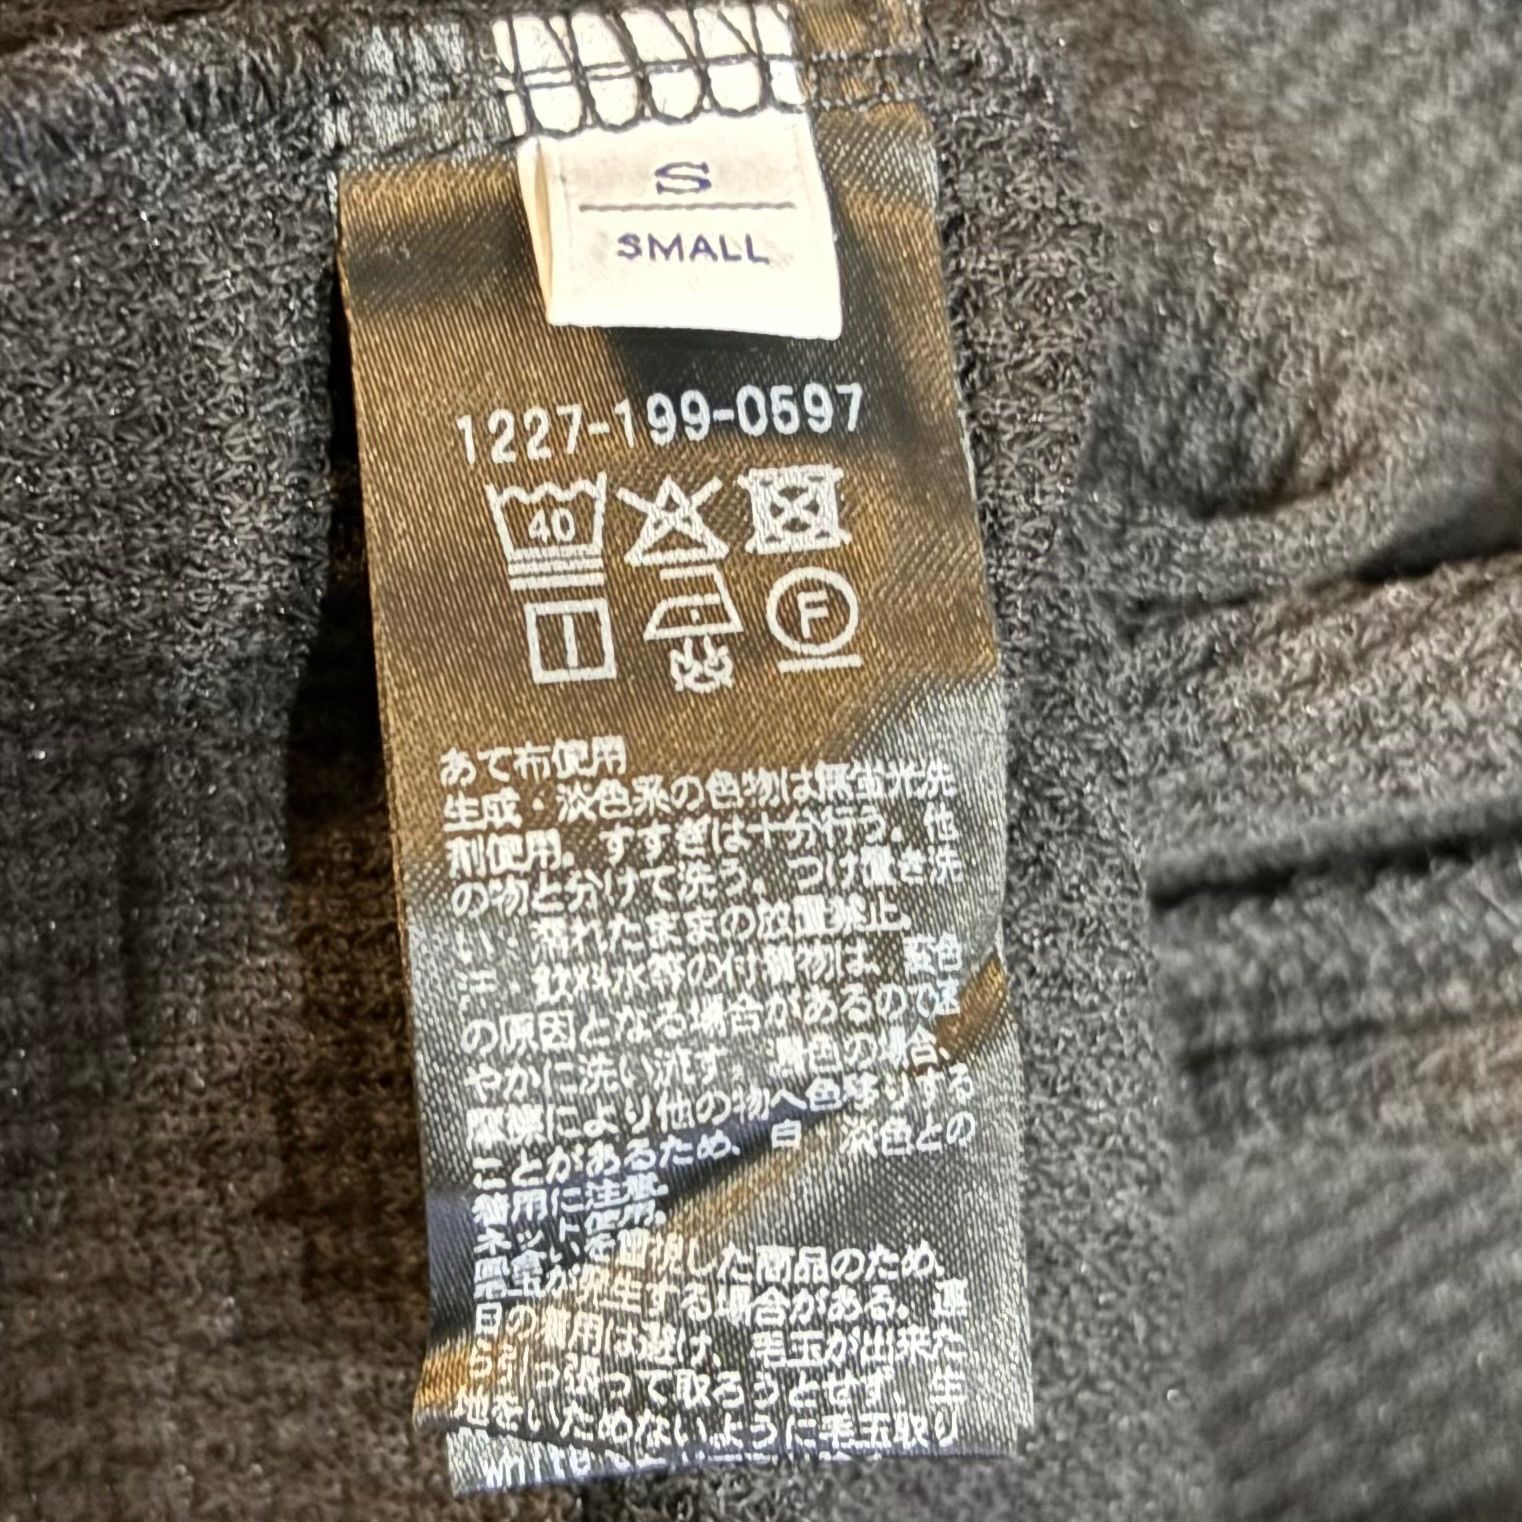 S
SMALL
1227-199-0597
40
F
あて布使用
生成・淡色系の色物は無蛍光洗
剤使用。すすぎは十分行う。他
の物と分けて洗う。つけ置き洗
い・濡れたままの放置禁止。
汗・飲料水等の付着物は、変色
の原因となる場合があるので速
やかに洗い流す。濃色の場合、
摩擦により他の物へ色移りする
ことがあるため、白・淡色との
着用に注意。
ネット使用。
風合いを重視した商品のため、
毛玉が発生する場合がある。連
日の着用は避け、毛玉が出来た
ら引っ張って取ろうとせず、生
地をいためないように毛玉取り
White